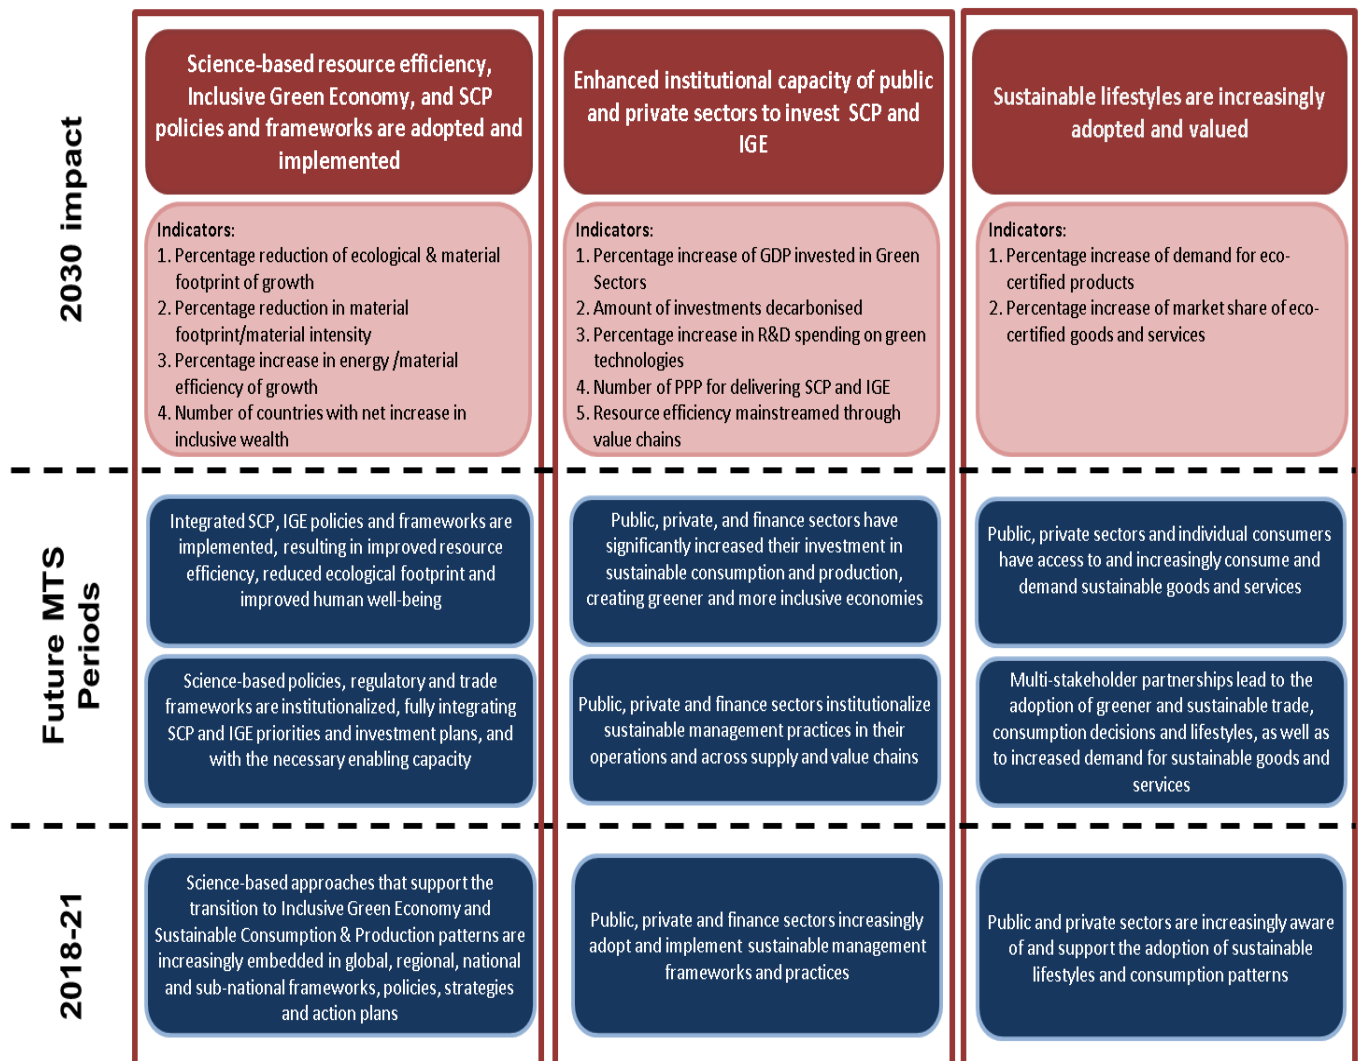 2030 impact
Science-based resource efficiency,
Inclusive Green Economy, and SCP
policies and frameworks are adopted and
implemented
Indicators:
1. Percentage reduction of ecological & material
footprint of growth
2. Percentage reduction in material
footprint/material intensity
3. Percentage increase in energy /material
efficiency of growth
4. Number of countries with net increase in
inclusive wealth
Enhanced institutional capacity of public
and private sectors to invest SCP and
IGE
Indicators:
1. Percentage increase of GDP invested in Green
Sectors
2. Amount of investments decarbonised
3. Percentage increase in R&D spending on green
technologies
4. Number of PPP for delivering SCP and IGE
5. Resource efficiency mainstreamed through
value chains
Sustainable lifestyles are increasingly
adopted and valued
Indicators:
1. Percentage increase of demand for eco-
certified products
2. Percentage increase of market share of eco-
certified goods and services
Future MTS
Periods
Integrated SCP, IGE policies and frameworks are
implemented, resulting in improved resource
efficiency, reduced ecological footprint and
improved human well-being
Public, private, and finance sectors have
significantly increased their investment in
sustainable consumption and production,
creating greener and more inclusive economies
Public, private sectors and individual consumers
have access to and increasingly consume and
demand sustainable goods and services
Science-based policies, regulatory and trade
frameworks are institutionalized, fully integrating
SCP and IGE priorities and investment plans, and
with the necessary enabling capacity
Public, private and finance sectors institutionalize
sustainable management practices in their
operations and across supply and value chains
Multi-stakeholder partnerships lead to the
adoption of greener and sustainable trade,
consumption decisions and lifestyles, as well as
to increased demand for sustainable goods and
services
2018-21
Science-based approaches that support the
transition to Inclusive Green Economy and
Sustainable Consumption & Production patterns are
increasingly embedded in global, regional, national
and sub-national frameworks, policies, strategies
and action plans
Public, private and finance sectors increasingly
adopt and implement sustainable management
frameworks and practices
Public and private sectors are increasingly aware
of and support the adoption of sustainable
lifestyles and consumption patterns